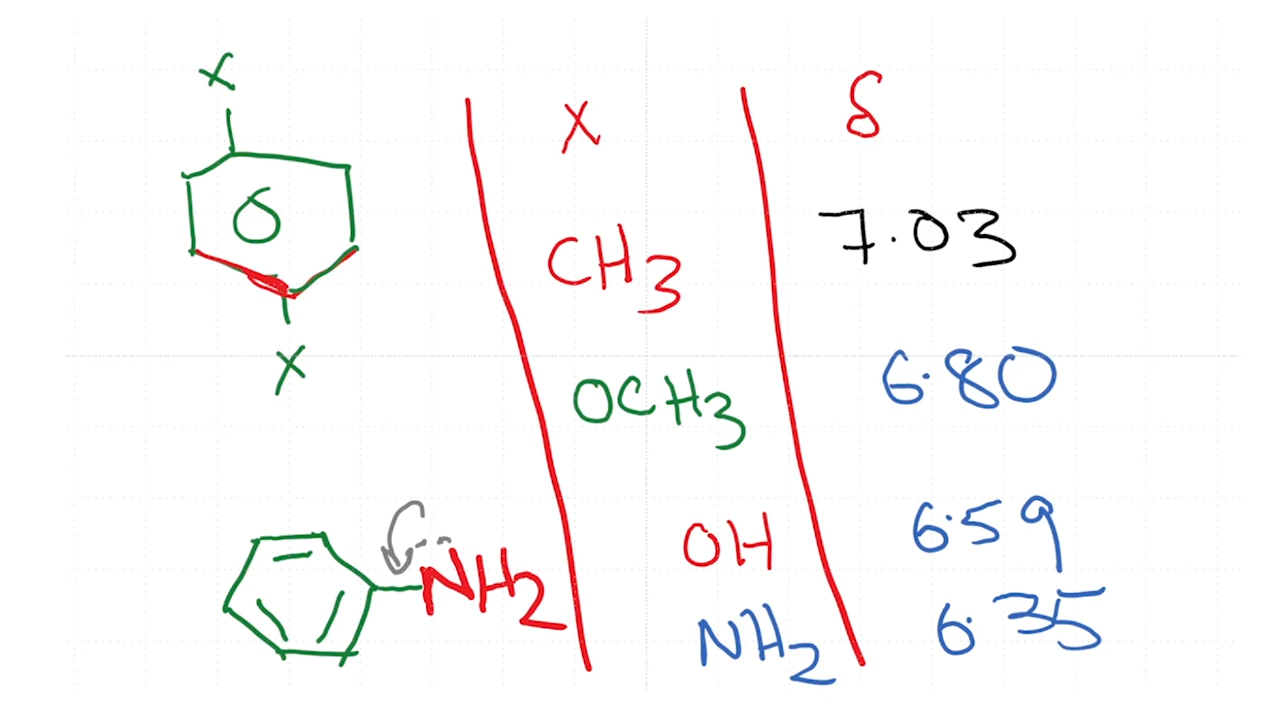 X
X δ
CH3 7.03
X
OCH3 6.80
OH 6.59
NH2
NH2 6.35